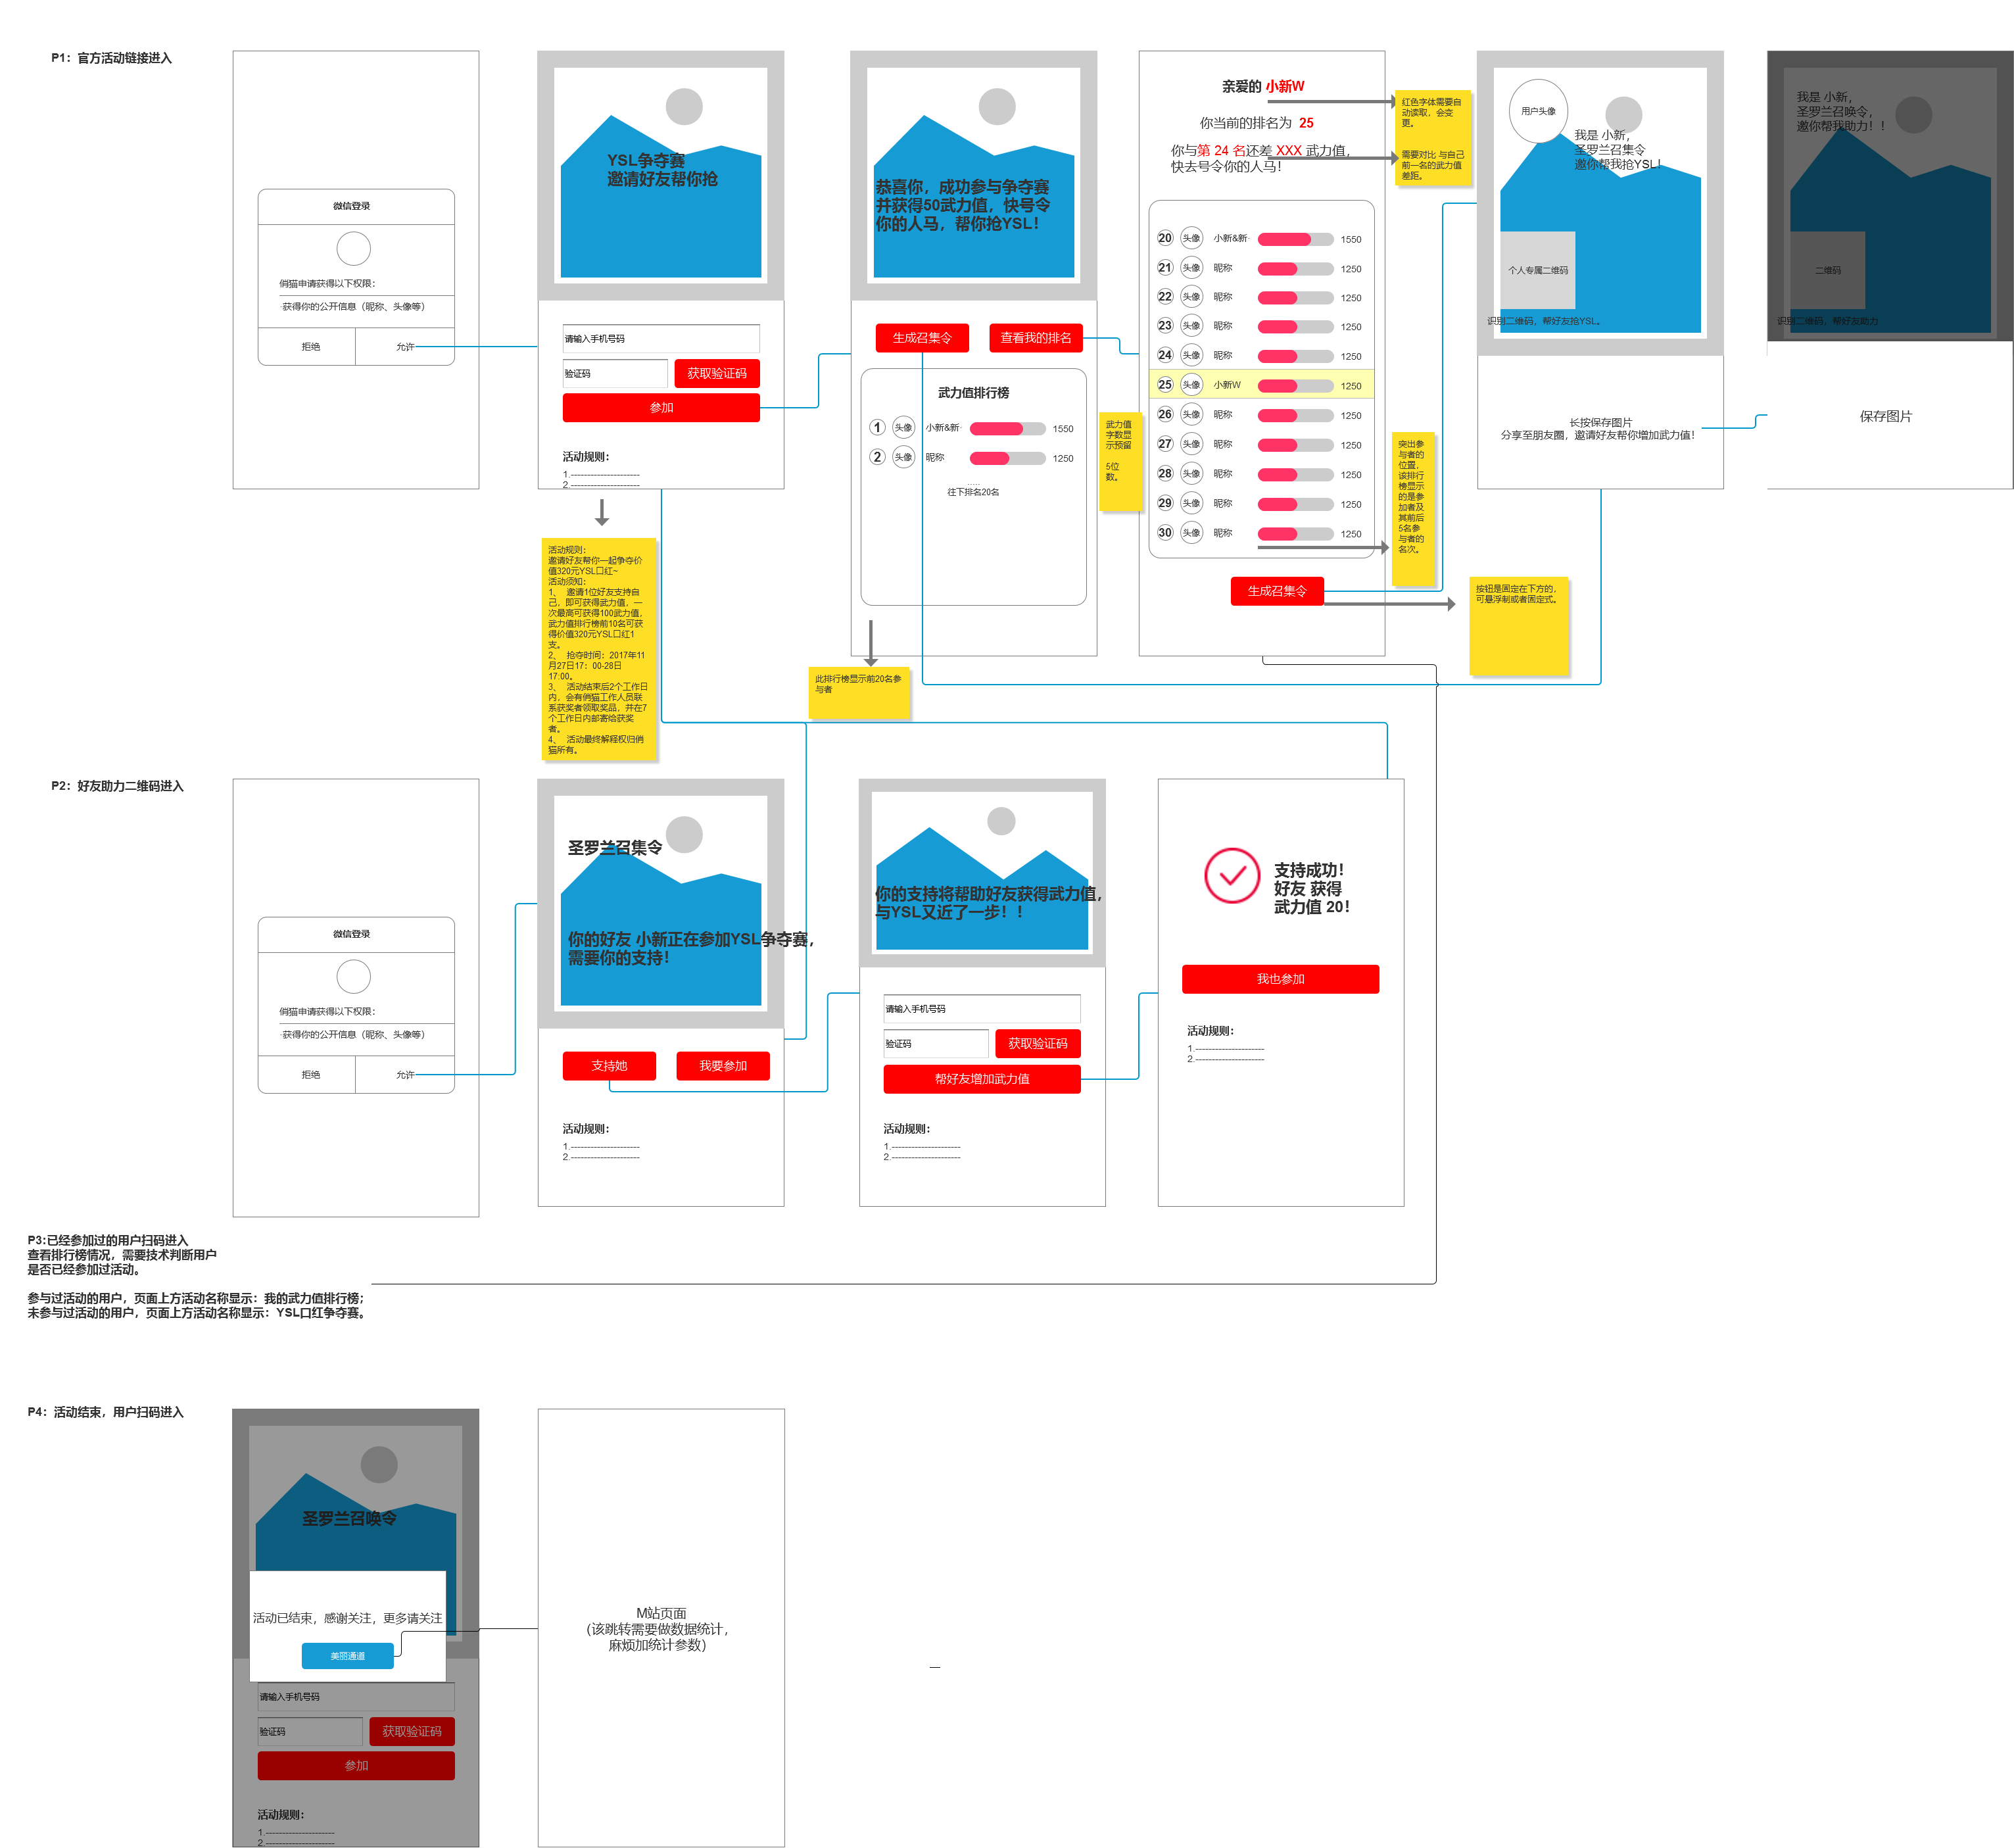 P1：官方活动链接进入
微信登录
俏猫申请获得以下权限：
·获得你的公开信息（昵称、头像等）
拒绝
允许
YSL争夺赛
邀请好友帮你抢
请输入手机号码
验证码
获取验证码
参加
活动规则：
1.---------------------
2.---------------------
活动规则：
邀请好友帮你一起争夺价
值320元YSL口红~
活动须知：
1、 邀请1位好友支持自
己，即可获得武力值，一
次最高可获得100武力值，
武力值排行榜前10名可获
得价值320元YSL口红1
支。
2、 抢夺时间：2017年11
月27日17：00-28日
17:00。
3、 活动结束后2个工作日
内，会有俏猫工作人员联
系获奖者领取奖品，并在7
个工作日内邮寄给获奖
者。
4、 活动最终解释权归俏
猫所有。
恭喜你，成功参与争夺赛
并获得50武力值，快号令
你的人马，帮你抢YSL！
生成召集令
查看我的排名
武力值排行榜
1 头像 小新&新· 1550
2 头像 昵称 1250
......
往下排名20名
此排行榜显示前20名参
与者
武力值
字数显
示预留
5位
数。
亲爱的 小新W
你当前的排名为 25
你与第 24 名还差 XXX 武力值，
快去号令你的人马！
20 头像 小新&新· 1550
21 头像 昵称 1250
22 头像 昵称 1250
23 头像 昵称 1250
24 头像 昵称 1250
25 头像 小新W 1250
26 头像 昵称 1250
27 头像 昵称 1250
28 头像 昵称 1250
29 头像 昵称 1250
30 头像 昵称 1250
生成召集令
红色字体需要自
动读取，会变
更。
需要对比 与自己
前一名的武力值
差距。
突出参
与者的
位置，
该排行
榜显示
的是参
加者及
其前后
5名参
与者的
名次。
按钮是固定在下方的，
可悬浮制或者固定式。
用户头像
我是 小新，
圣罗兰召集令
邀你帮我抢YSL！
个人专属二维码
识别二维码，帮好友抢YSL。
长按保存图片
分享至朋友圈，邀请好友帮你增加武力值！
我是 小新，
圣罗兰召唤令，
邀你帮我助力！！
二维码
识别二维码，帮好友助力
保存图片
P2：好友助力二维码进入
微信登录
俏猫申请获得以下权限：
·获得你的公开信息（昵称、头像等）
拒绝
允许
圣罗兰召集令
你的好友 小新正在参加YSL争夺赛，
需要你的支持！
支持她
我要参加
活动规则：
1.---------------------
2.---------------------
你的支持将帮助好友获得武力值，
与YSL又近了一步！！
请输入手机号码
验证码
获取验证码
帮好友增加武力值
活动规则：
1.---------------------
2.---------------------
支持成功！
好友 获得
武力值 20！
我也参加
活动规则：
1.---------------------
2.---------------------
P3:已经参加过的用户扫码进入
查看排行榜情况，需要技术判断用户
是否已经参加过活动。
参与过活动的用户，页面上方活动名称显示：我的武力值排行榜；
未参与过活动的用户，页面上方活动名称显示：YSL口红争夺赛。
P4：活动结束，用户扫码进入
圣罗兰召唤令
活动已结束，感谢关注，更多请关注
美丽通道
请输入手机号码
验证码
获取验证码
参加
活动规则：
1.---------------------
2.---------------------
M站页面
（该跳转需要做数据统计，
麻烦加统计参数）